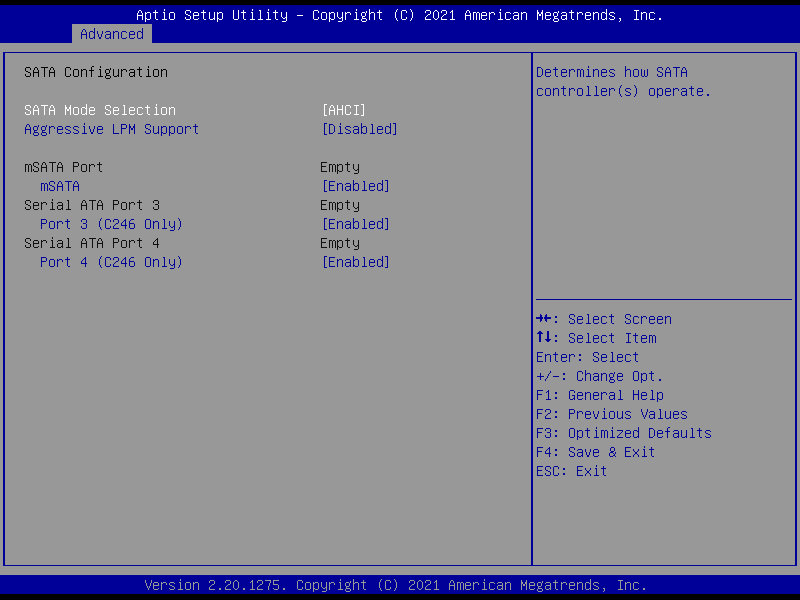 Aptio Setup Utility – Copyright (C) 2021 American Megatrends, Inc.
Advanced
SATA Configuration
SATA Mode Selection [AHCI]
Aggressive LPM Support [Disabled]
mSATA Port Empty
mSATA [Enabled]
Serial ATA Port 3 Empty
Port 3 (C246 Only) [Enabled]
Serial ATA Port 4 Empty
Port 4 (C246 Only) [Enabled]
Determines how SATA
controller(s) operate.
→←: Select Screen
↑↓: Select Item
Enter: Select
+/-: Change Opt.
F1: General Help
F2: Previous Values
F3: Optimized Defaults
F4: Save & Exit
ESC: Exit
Version 2.20.1275. Copyright (C) 2021 American Megatrends, Inc.